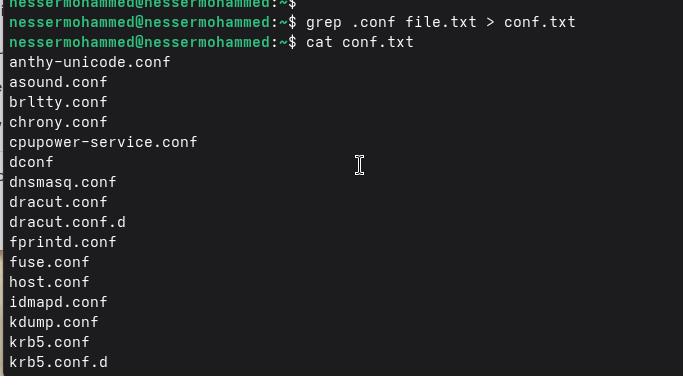 nessermohammed@nessermohammed:~$
nessermohammed@nessermohammed:~$ grep .conf file.txt > conf.txt
nessermohammed@nessermohammed:~$ cat conf.txt
anthy-unicode.conf
asound.conf
brltty.conf
chrony.conf
cpupower-service.conf
dconf
dnsmasq.conf
dracut.conf
dracut.conf.d
fprintd.conf
fuse.conf
host.conf
idmapd.conf
kdump.conf
krb5.conf
krb5.conf.d